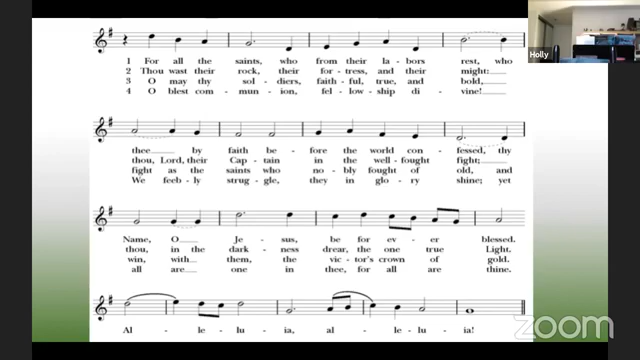 Holly
1 For all the saints, who from their la - bors rest, who
2 Thou wast their rock, their for - tress, and their might:
3 O may thy sol - diers, faith - ful, true, and bold,
4 O blest com - mun - ion, fel - low - ship di - vine!
thee by faith be - fore the world con - fessed, thy
thou, Lord, their Cap - tain in the well - fought fight;
fight as the saints who no - bly fought of old, and
We feeb - ly strug - gle, they in glo - ry shine; yet
Name, O Je - sus, be for ev - er blessed.
thou, in the dark - ness drear, the one true Light.
win, with them, the vic - tor's crown of gold.
all are one in thee, for all are thine.
Al - le - lu - ia, al - le - lu - ia!
zoom